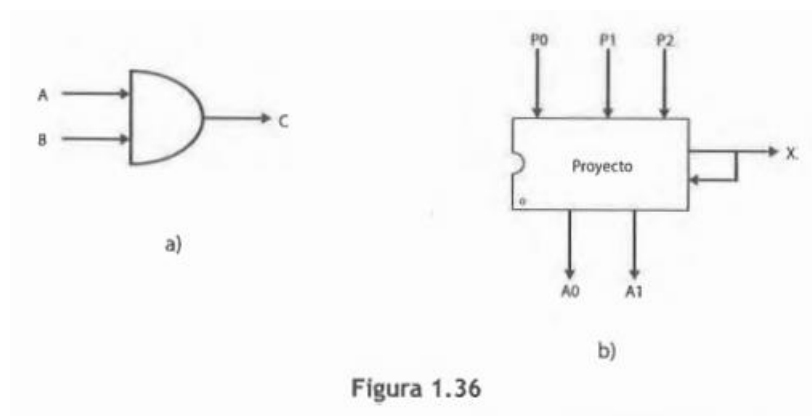 P0 P1 P2
A
C
B
Proyecto
X.
a)
A0 A1
b)
Figura 1.36